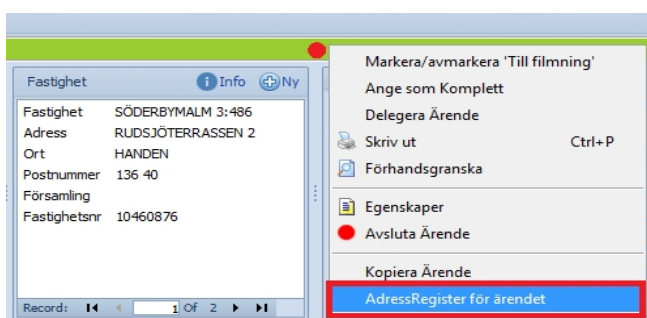 Fastighet Info Ny
Fastighet SÖDERBYMALM 3:486
Adress RUDSJÖTERRASSEN 2
Ort HANDEN
Postnummer 136 40
Församling
Fastighetsnr 10460876
Record: 1 Of 2
Markera/avmarkera 'Till filmning'
Ange som Komplett
Delegera Ärende
Skriv ut Ctrl+P
Förhandsgranska
Egenskaper
Avsluta Ärende
Kopiera Ärende
AdressRegister för ärendet